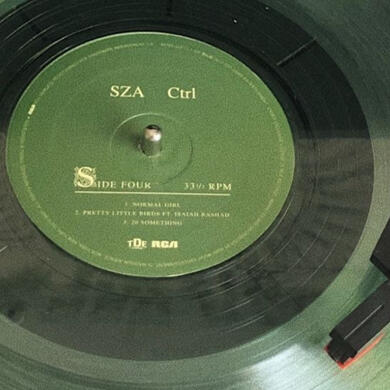 SZA Ctrl
SIDE FOUR 33⅓ RPM
1. NORMAL GIRL
2. PRETTY LITTLE BIRDS FT. ISAIAH RASHAD
3. 20 SOMETHING
TDE RCA